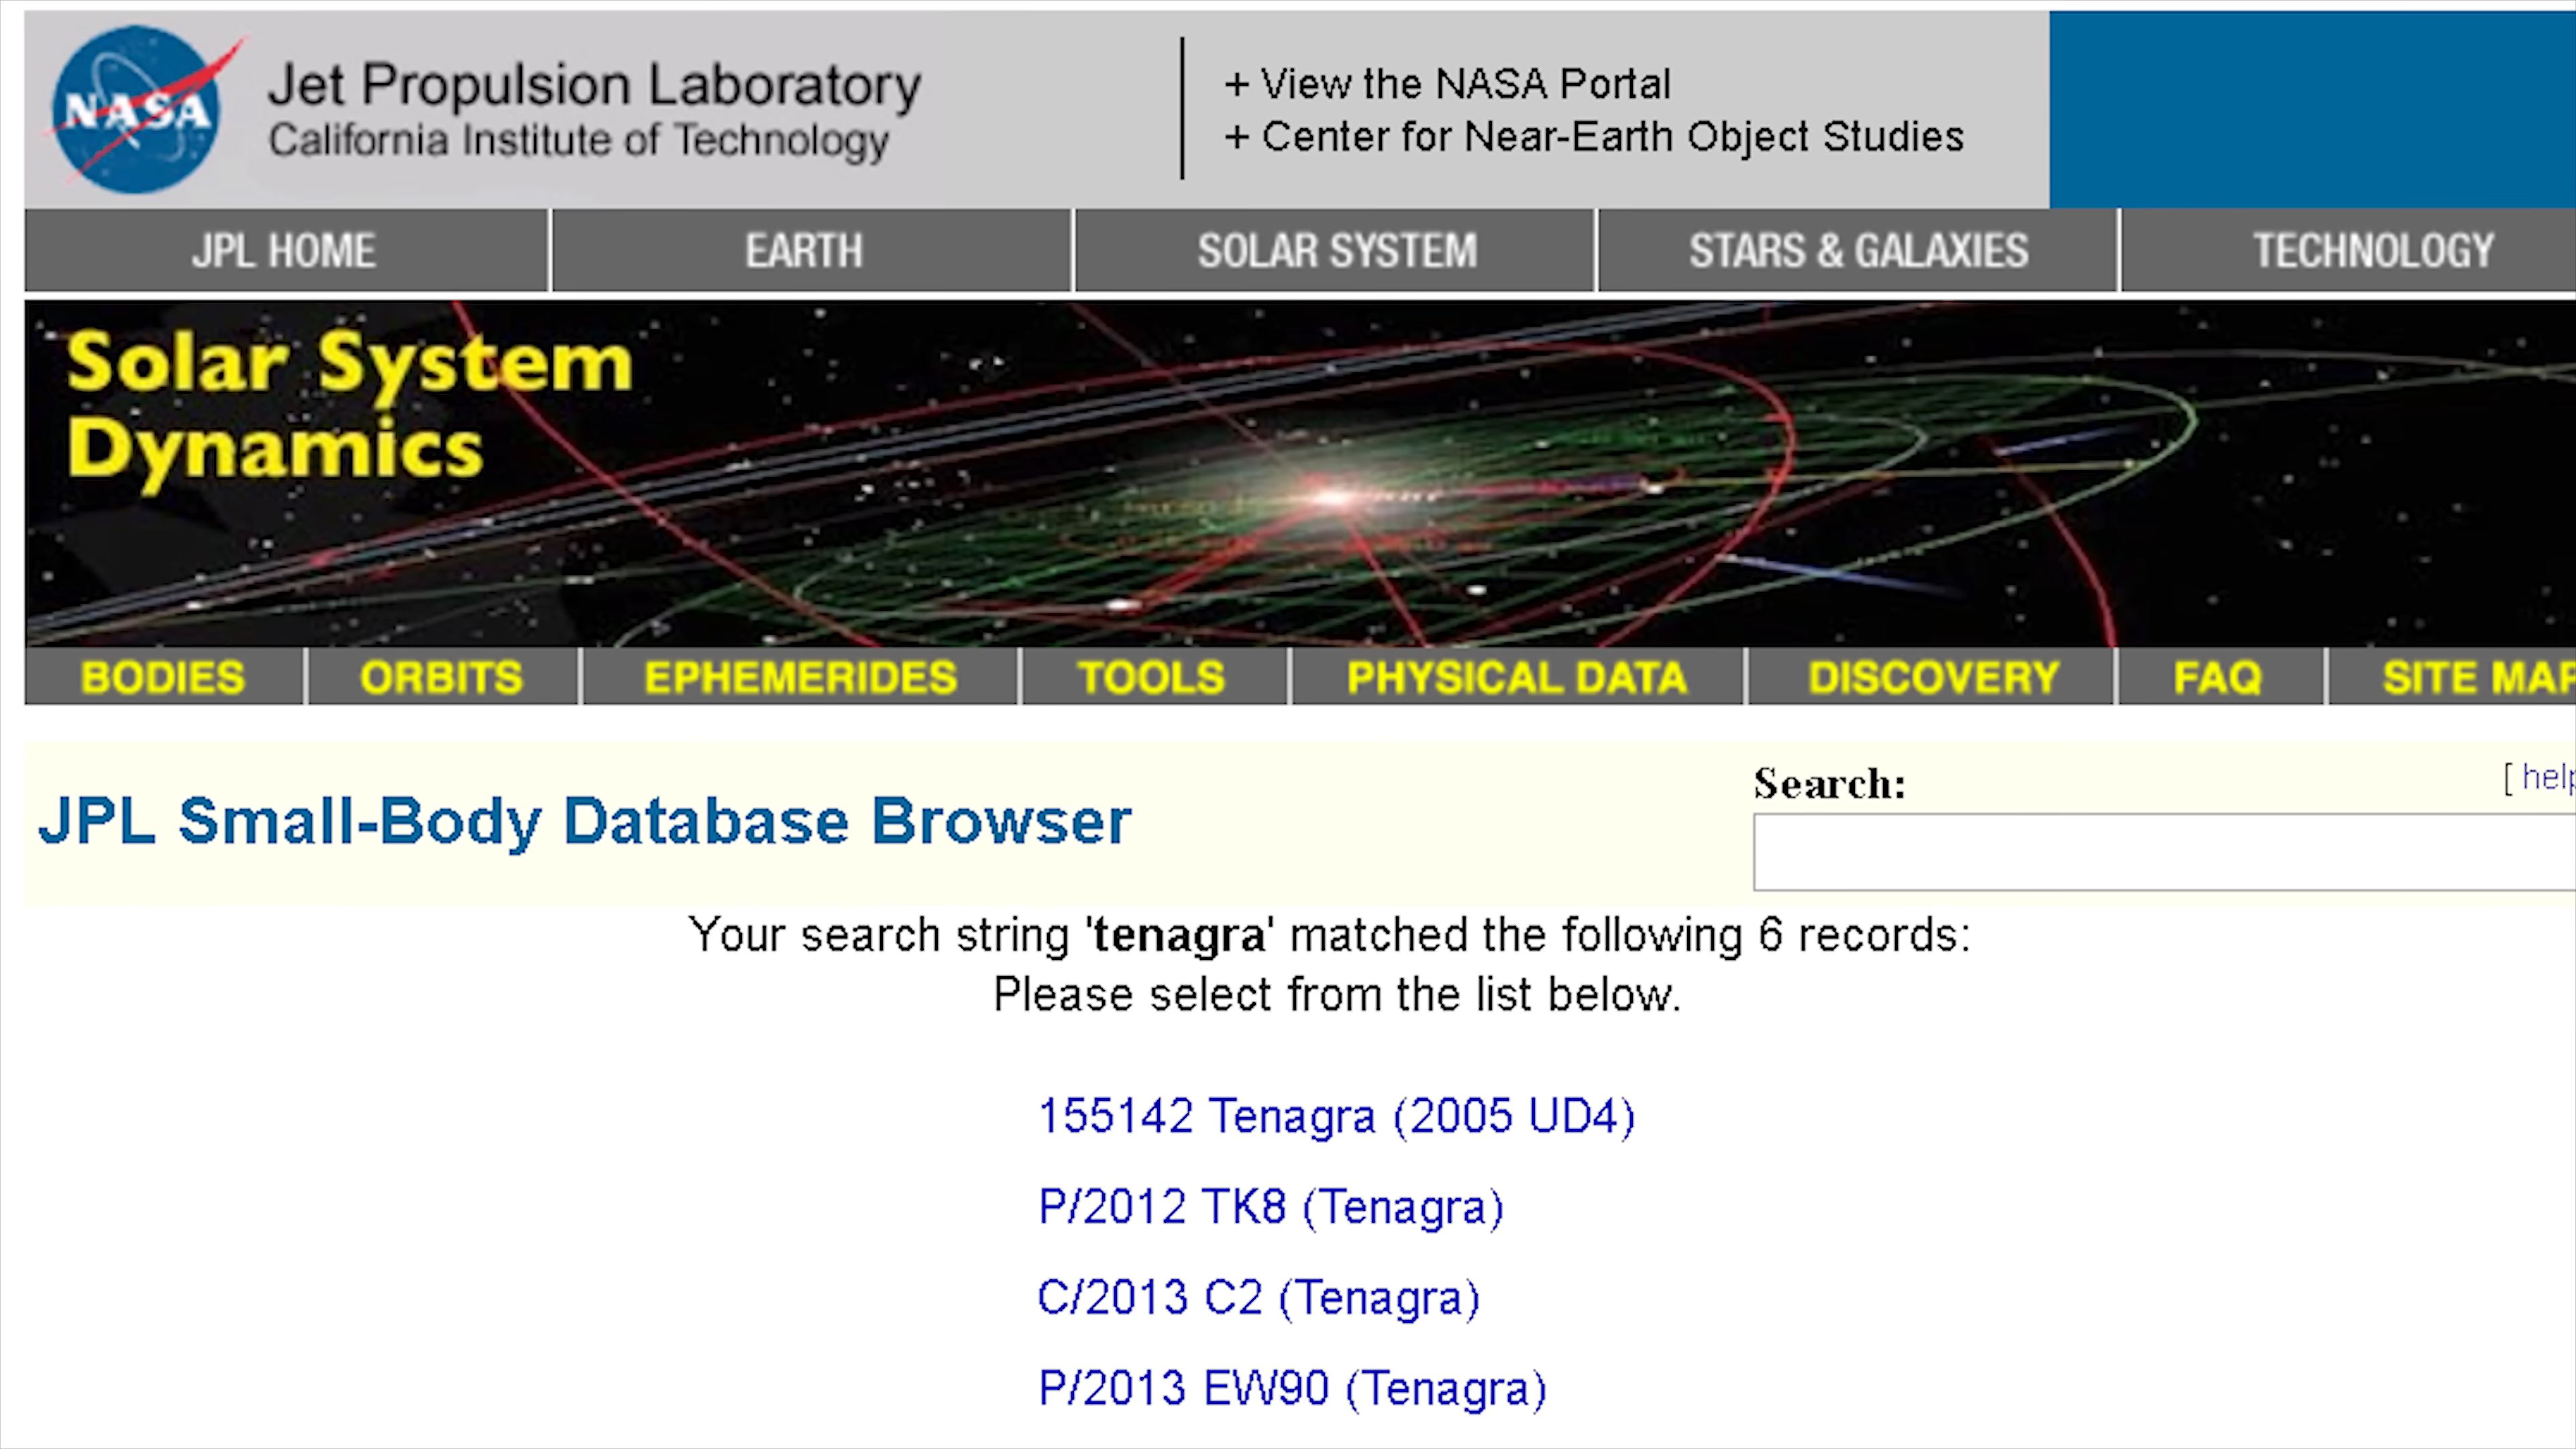 NASA
Jet Propulsion Laboratory
California Institute of Technology
+ View the NASA Portal
+ Center for Near-Earth Object Studies
JPL HOME EARTH SOLAR SYSTEM STARS & GALAXIES TECHNOLOGY
Solar System
Dynamics
BODIES ORBITS EPHEMERIDES TOOLS PHYSICAL DATA DISCOVERY FAQ SITE MAP
JPL Small-Body Database Browser
Search:
[ help
Your search string 'tenagra' matched the following 6 records:
Please select from the list below.
155142 Tenagra (2005 UD4)
P/2012 TK8 (Tenagra)
C/2013 C2 (Tenagra)
P/2013 EW90 (Tenagra)